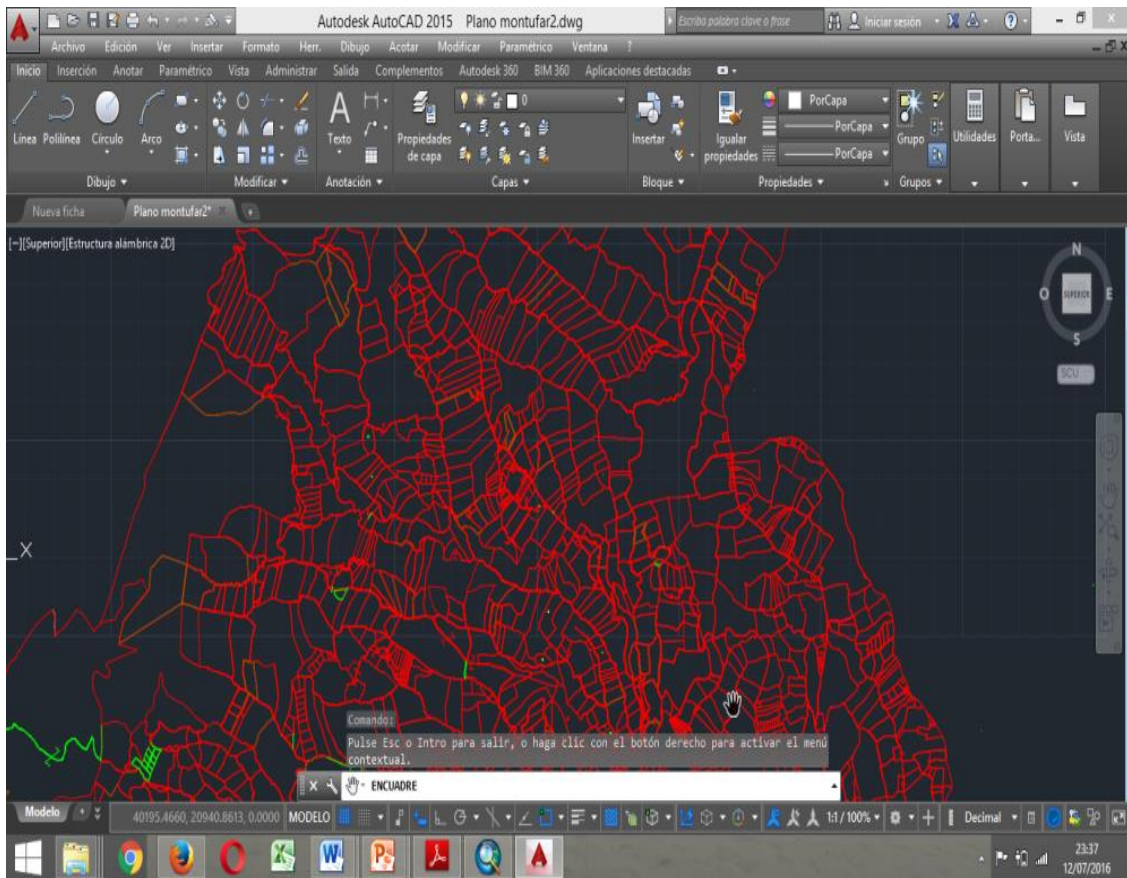 Autodesk AutoCAD 2015 Plano montufar2.dwg Escriba palabra clave o frase Iniciar sesión
Archivo Edición Ver Insertar Formato Herr. Dibujo Acotar Modificar Paramétrico Ventana ?
Inicio Inserción Anotar Paramétrico Vista Administrar Salida Complementos Autodesk 360 BIM 360 Aplicaciones destacadas
0 PorCapa
Línea Polilínea Círculo Arco Texto Propiedades de capa Insertar Igualar propiedades PorCapa Grupo Utilidades Porta... Vista
PorCapa
Dibujo Modificar Anotación Capas Bloque Propiedades Grupos
Nueva ficha Plano montufar2*
[−][Superior][Estructura alámbrica 2D]
N
O SUPERIOR E
S
SCU
X
Comando:
Pulse Esc o Intro para salir, o haga clic con el botón derecho para activar el menú
contextual.
ENCUADRE
Modelo 40195.4660, 20940.8613, 0.0000 MODELO 1:1 / 100% Decimal
23:37
12/07/2016